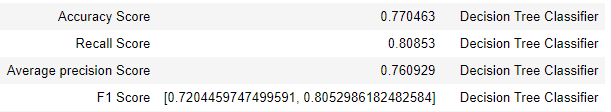 Accuracy Score 0.770463 Decision Tree Classifier
Recall Score 0.80853 Decision Tree Classifier
Average precision Score 0.760929 Decision Tree Classifier
F1 Score [0.7204459747499591, 0.8052986182482584] Decision Tree Classifier